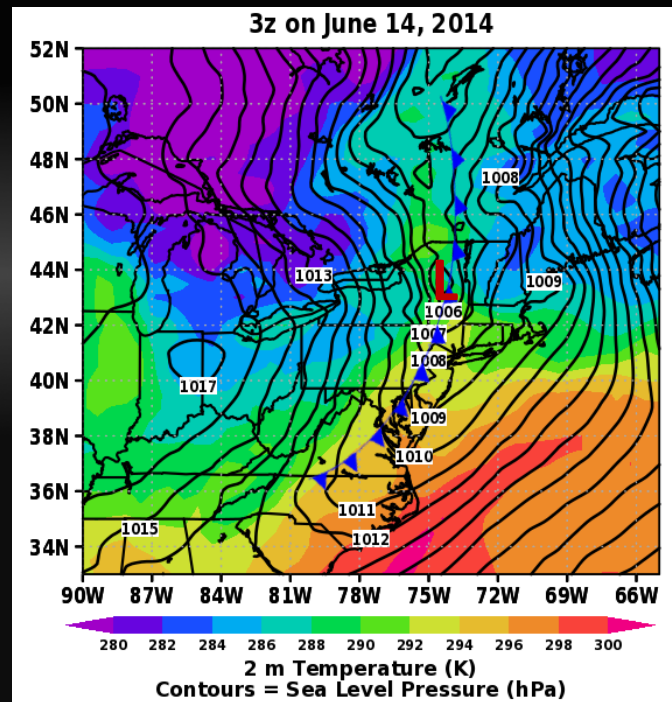 3z on June 14, 2014
52N
50N
48N
1008
46N
44N
1013
1009
1006
42N
1007
1008
1017
40N
1009
38N
1010
36N
1011
1015
1012
34N
90W 87W 84W 81W 78W 75W 72W 69W 66W
280 282 284 286 288 290 292 294 296 298 300
2 m Temperature (K)
Contours = Sea Level Pressure (hPa)
L